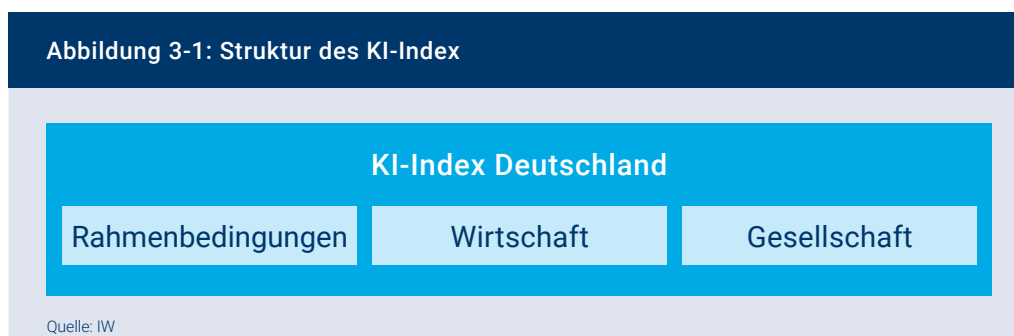 Abbildung 3-1: Struktur des KI-Index
KI-Index Deutschland
Rahmenbedingungen
Wirtschaft
Gesellschaft
Quelle: IW